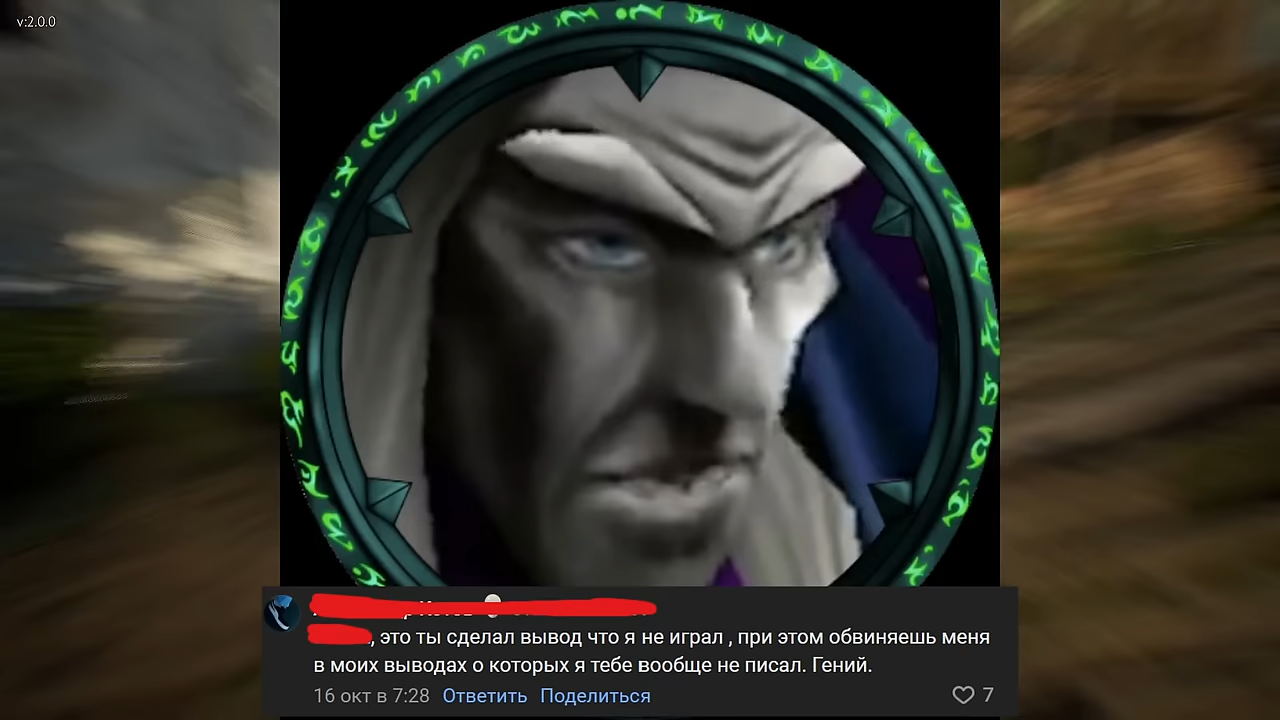 v:2.0.0
, это ты сделал вывод что я не играл , при этом обвиняешь меня
в моих выводах о которых я тебе вообще не писал. Гений.
16 окт в 7:28 Ответить Поделиться 7